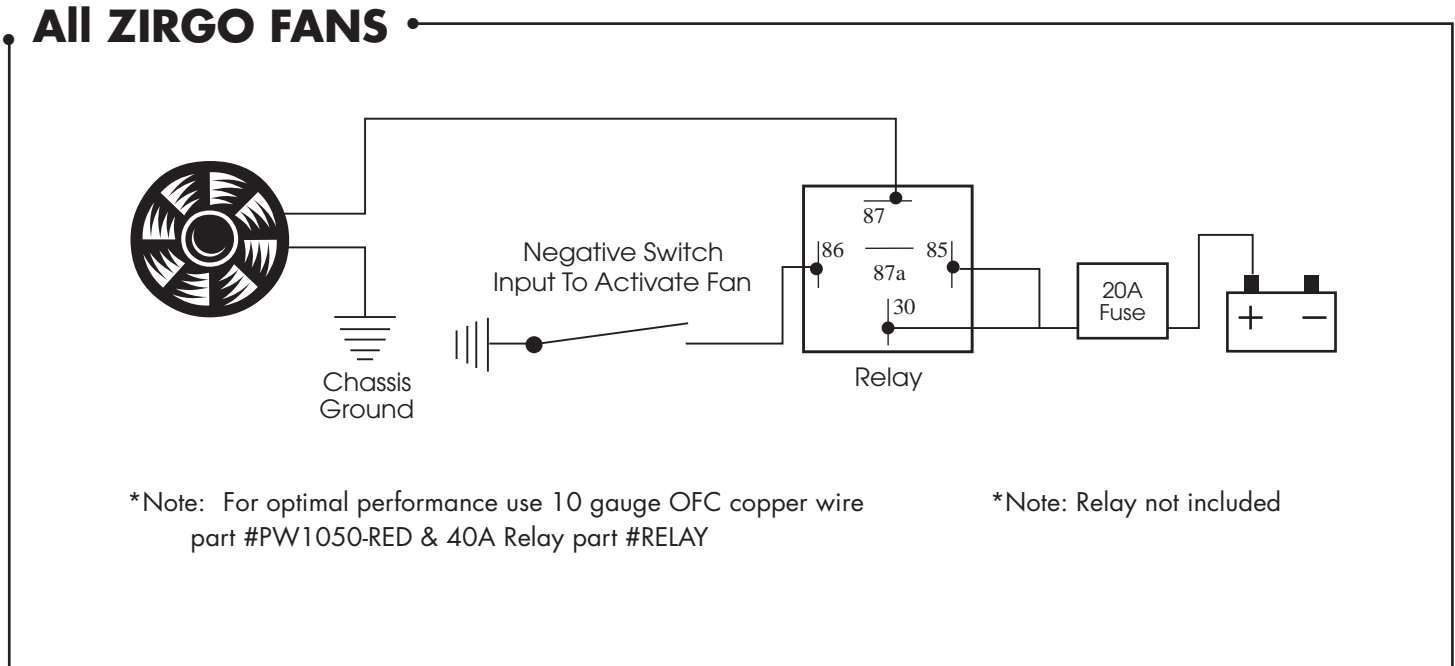 All ZIRGO FANS
87
86
85
87a
30
Negative Switch
Input To Activate Fan
20A
Fuse
+ −
Relay
Chassis
Ground
*Note: For optimal performance use 10 gauge OFC copper wire
part #PW1050-RED & 40A Relay part #RELAY
*Note: Relay not included